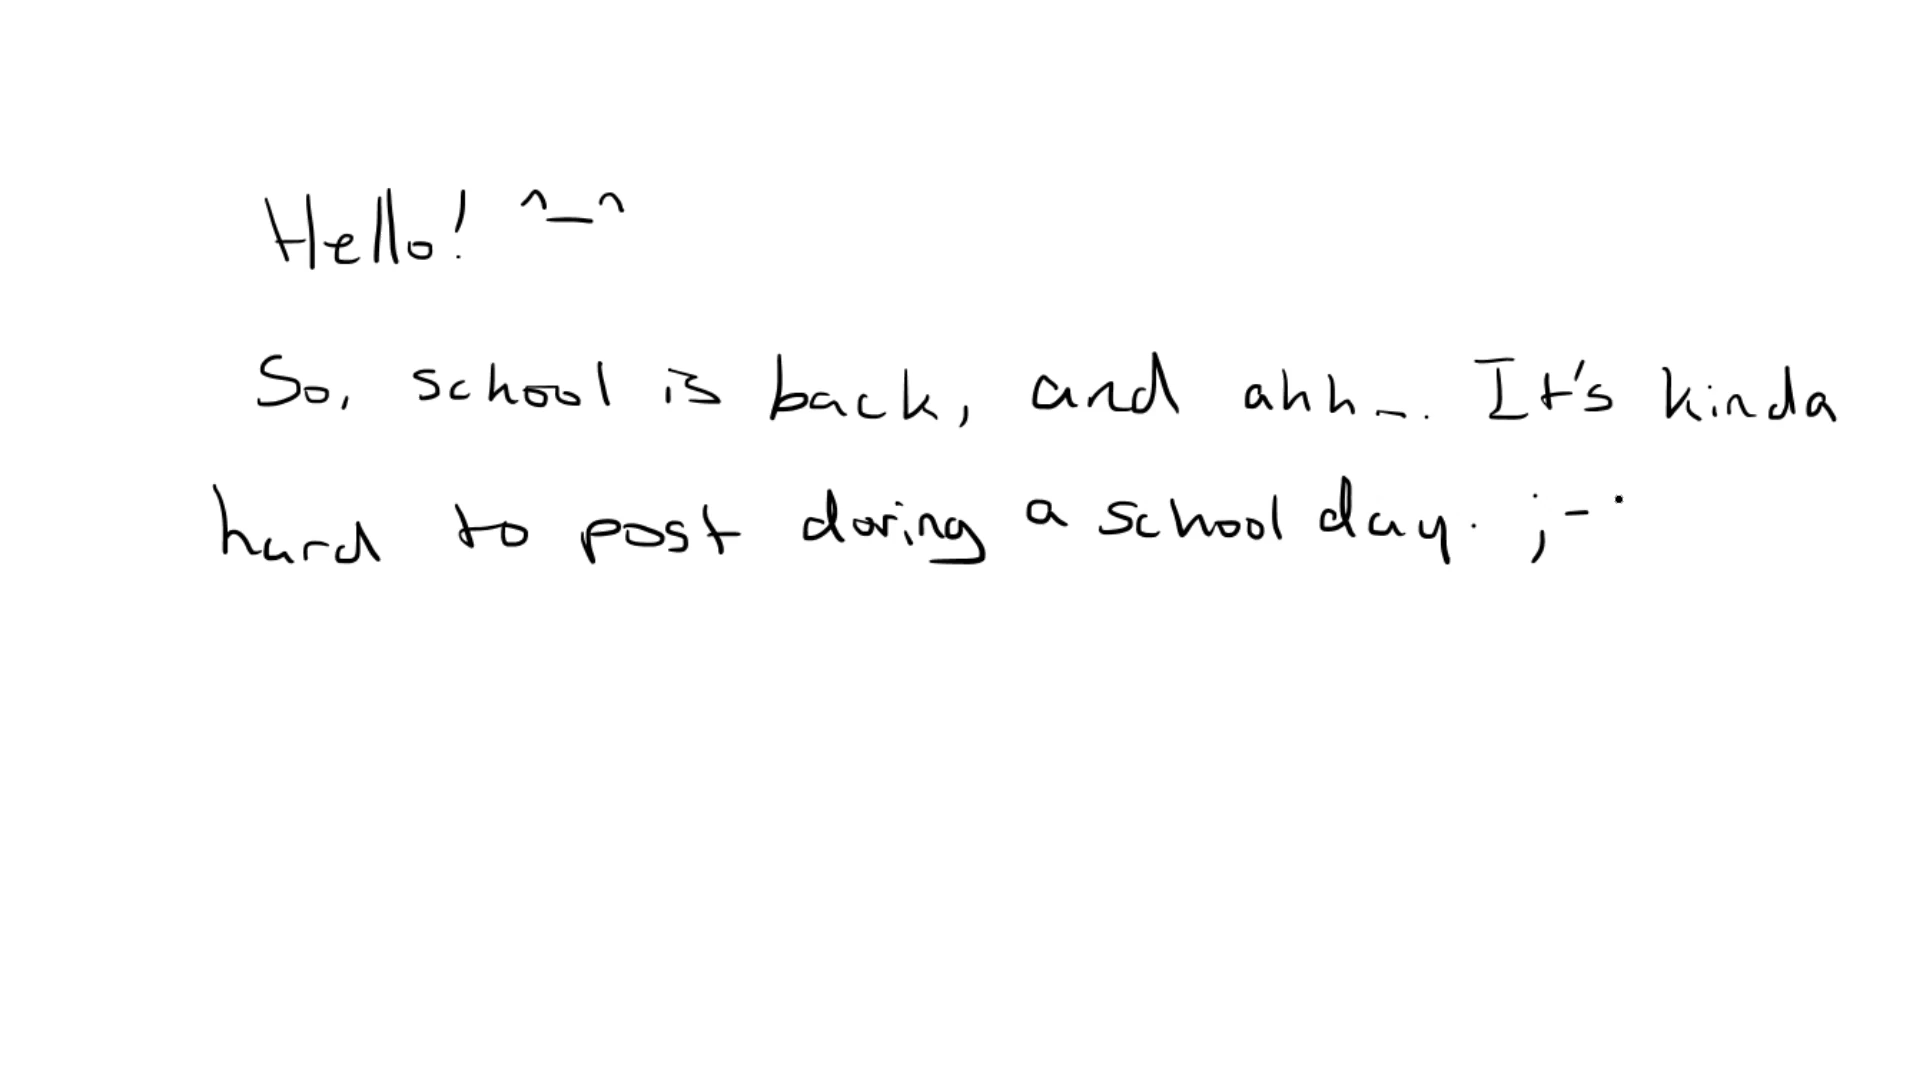 Hello! ^_^
So, school is back, and ahh... It's kinda
hard to post during a school day. ;-;